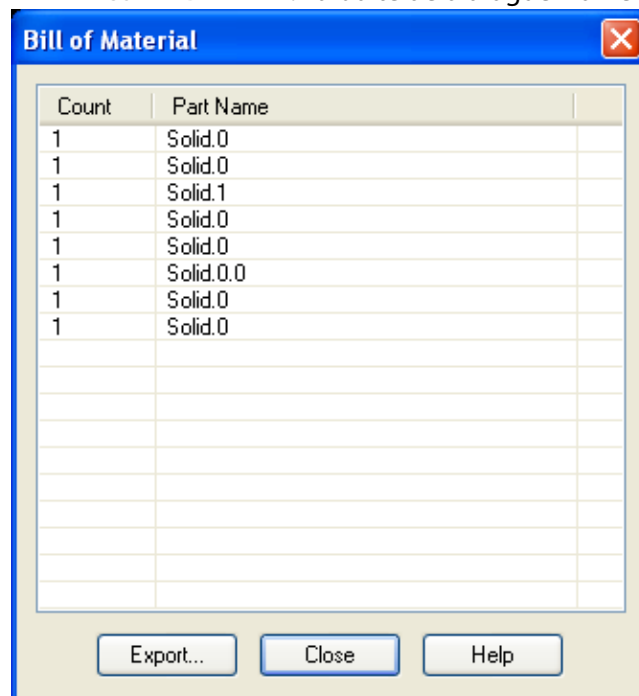 Bill of Material
Count Part Name
1 Solid.0
1 Solid.0
1 Solid.1
1 Solid.0
1 Solid.0
1 Solid.0.0
1 Solid.0
1 Solid.0
Export... Close Help